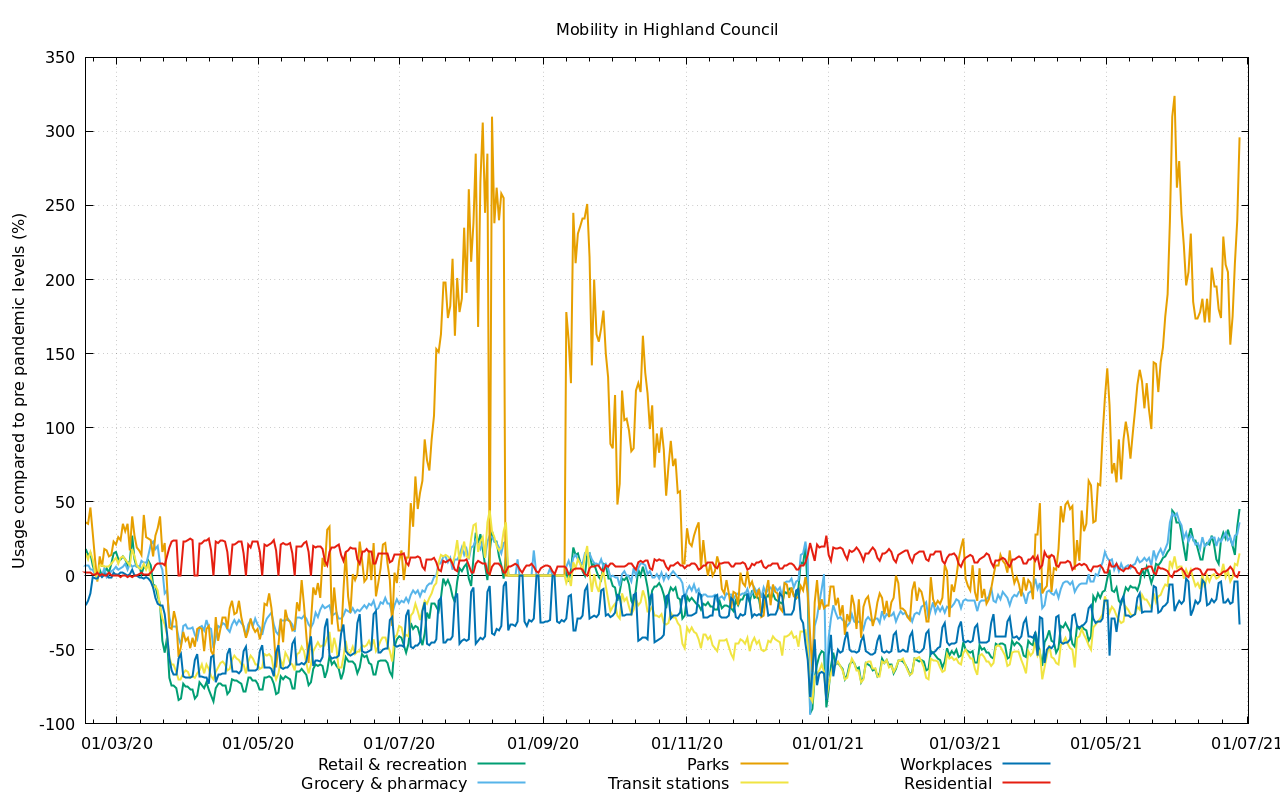 Mobility in Highland Council
Usage compared to pre pandemic levels (%)
350
300
250
200
150
100
50
0
-50
-100
01/03/20 01/05/20 01/07/20 01/09/20 01/11/20 01/01/21 01/03/21 01/05/21 01/07/21
Retail & recreation Parks Workplaces
Grocery & pharmacy Transit stations Residential